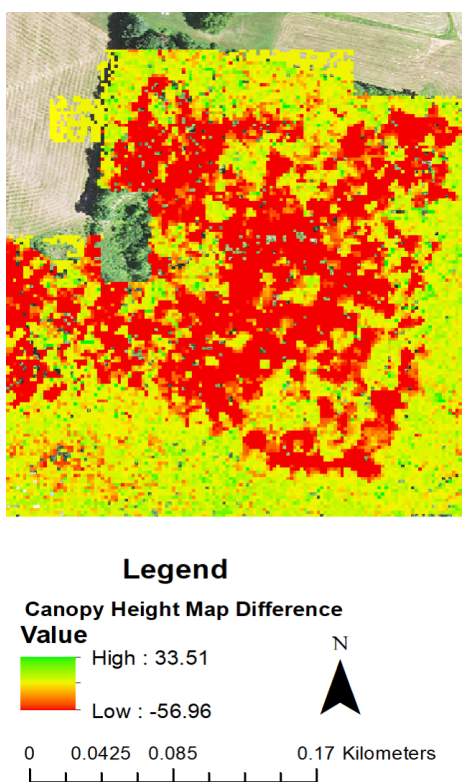 Legend
Canopy Height Map Difference
Value
High : 33.51
Low : -56.96
N
0 0.0425 0.085 0.17 Kilometers